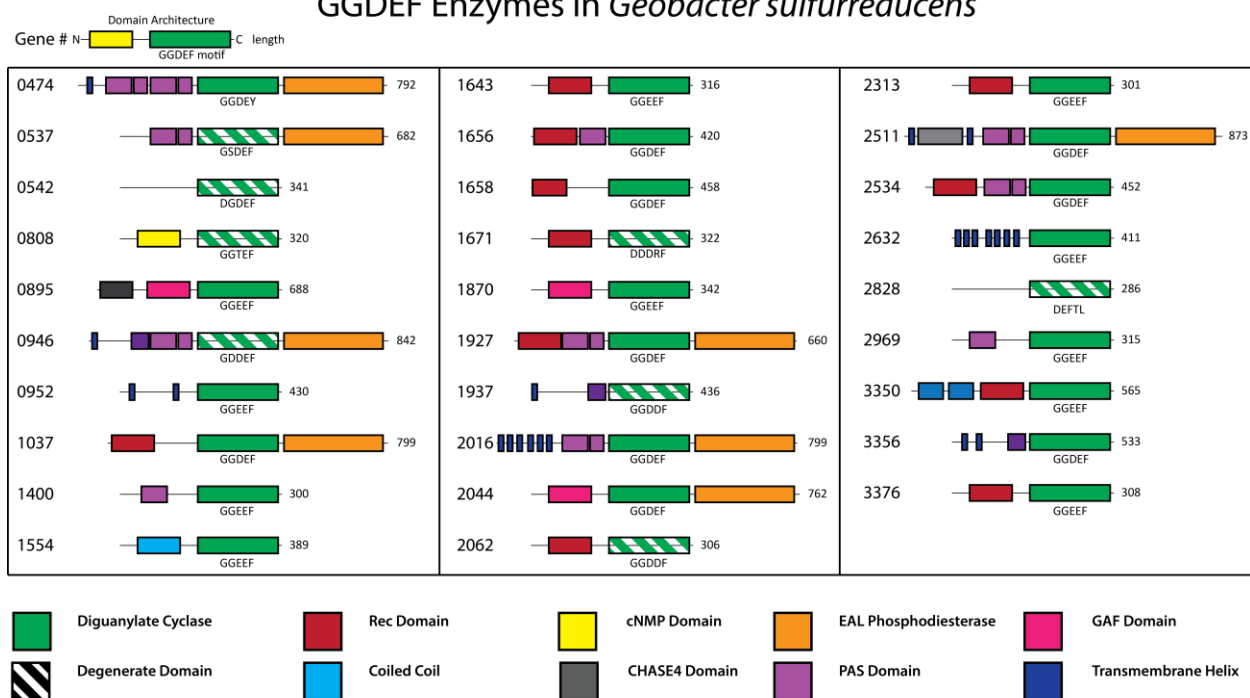 GGDEF Enzymes in Geobacter sulfurreducens
Domain Architecture
Gene # N C length
GGDEF motif
0474 792
GGDEY
0537 682
GSDEF
0542 341
DGDEF
0808 320
GGTEF
0895 688
GGEEF
0946 842
GDDEF
0952 430
GGEEF
1037 799
GGDEF
1400 300
GGEEF
1554 389
GGEEF
1643 316
GGEEF
1656 420
GGDEF
1658 458
GGDEF
1671 322
DDDRF
1870 342
GGEEF
1927 660
GGDEF
1937 436
GGDDF
2016 799
GGDEF
2044 762
GGDEF
2062 306
GGDDF
2313 301
GGEEF
2511 873
GGDEF
2534 452
GGDEF
2632 411
GGEEF
2828 286
DEFTL
2969 315
GGEEF
3350 565
GGEEF
3356 533
GGDEF
3376 308
GGEEF
Diguanylate Cyclase Rec Domain cNMP Domain EAL Phosphodiesterase GAF Domain
Degenerate Domain Coiled Coil CHASE4 Domain PAS Domain Transmembrane Helix